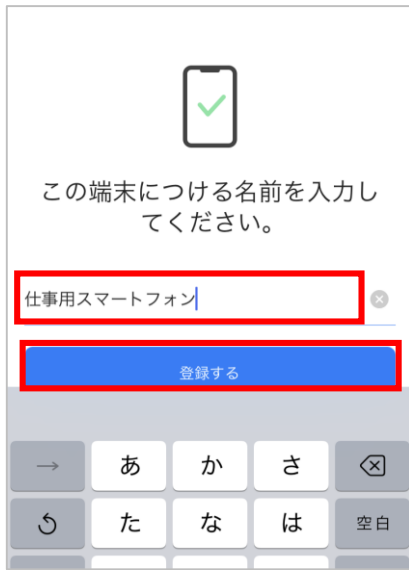 この端末につける名前を入力し
てください。
仕事用スマートフォン
登録する
→ あ か さ
た な は 空白